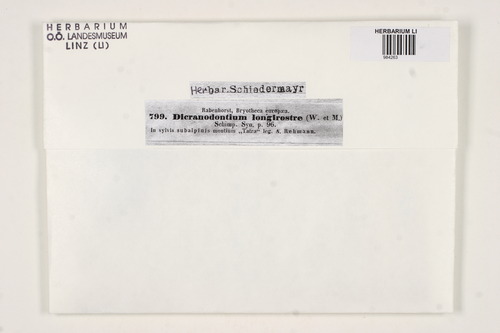 HERBARIUM
O.Ö. LANDESMUSEUM
LINZ (LI)
HERBARIUM LI
984263
Herbar. Schiedermayr
Rabenhorst, Bryotheca europaea.
799. Dicranodontium longirostre (W. et M.)
Schimp. Syn. p. 96.
In sylvis subalpinis montium „Tatra“ leg. A. Rehmann.